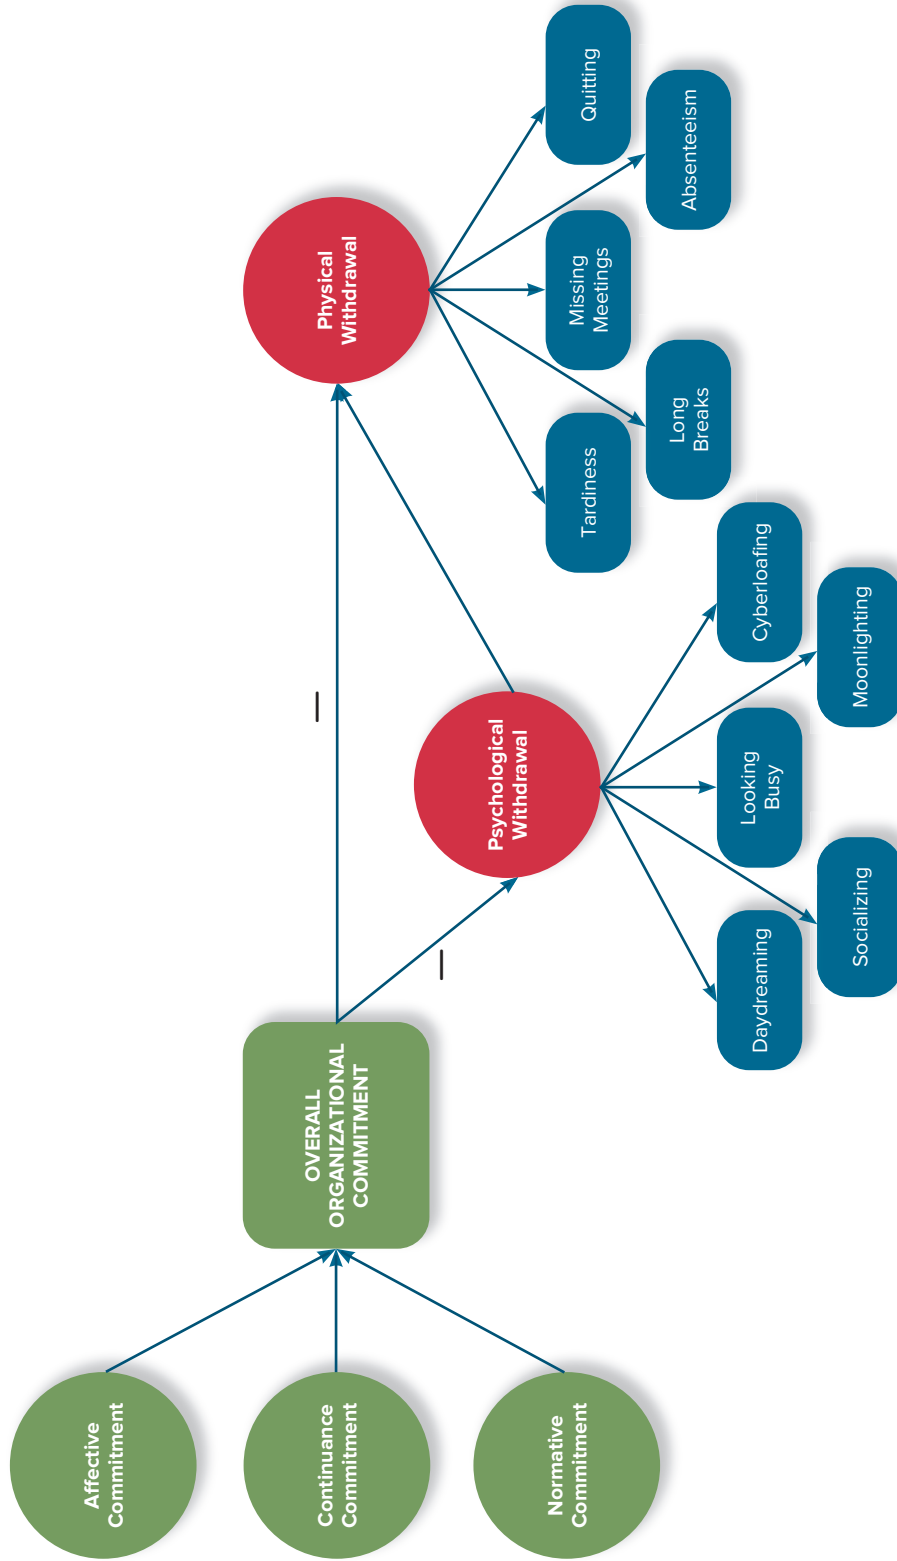 Affective
Commitment
Continuance
Commitment
Normative
Commitment
OVERALL
ORGANIZATIONAL
COMMITMENT
—
—
Physical
Withdrawal
Psychological
Withdrawal
Tardiness
Missing
Meetings
Quitting
Long
Breaks
Absenteeism
Daydreaming
Looking
Busy
Cyberloafing
Socializing
Moonlighting